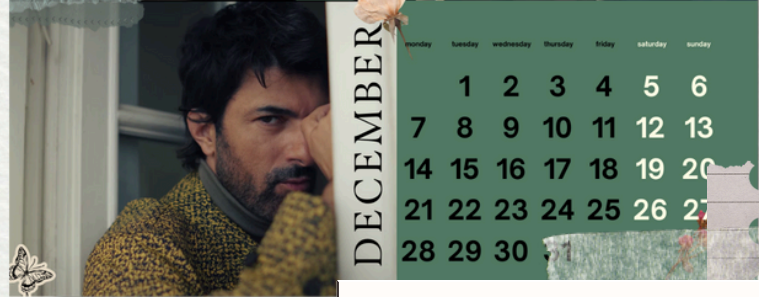 DECEMBER
monday tuesday wednesday thursday friday saturday sunday
1 2 3 4 5 6
7 8 9 10 11 12 13
14 15 16 17 18 19 20
21 22 23 24 25 26 27
28 29 30 31